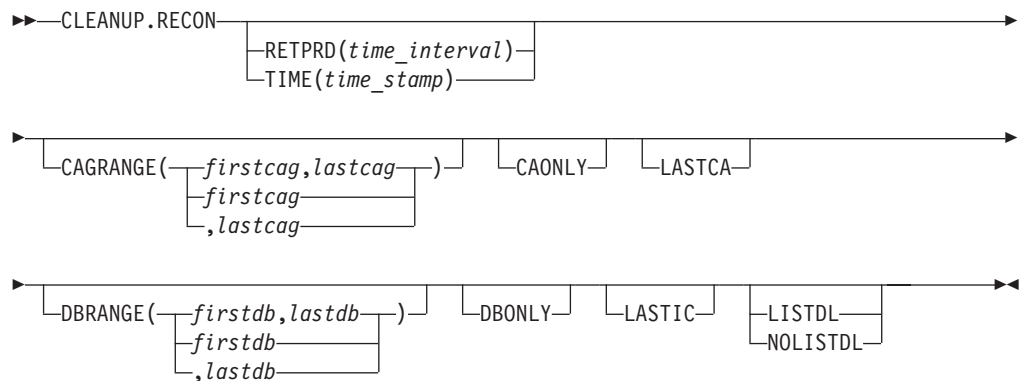 CLEANUP.RECON
RETPRD(time_interval)
TIME(time_stamp)
CAGRANGE( firstcag,lastcag ) CAONLY LASTCA
firstcag
,lastcag
DBRANGE( firstdb,lastdb ) DBONLY LASTIC LISTDL
firstdb NOLISTDL
,lastdb